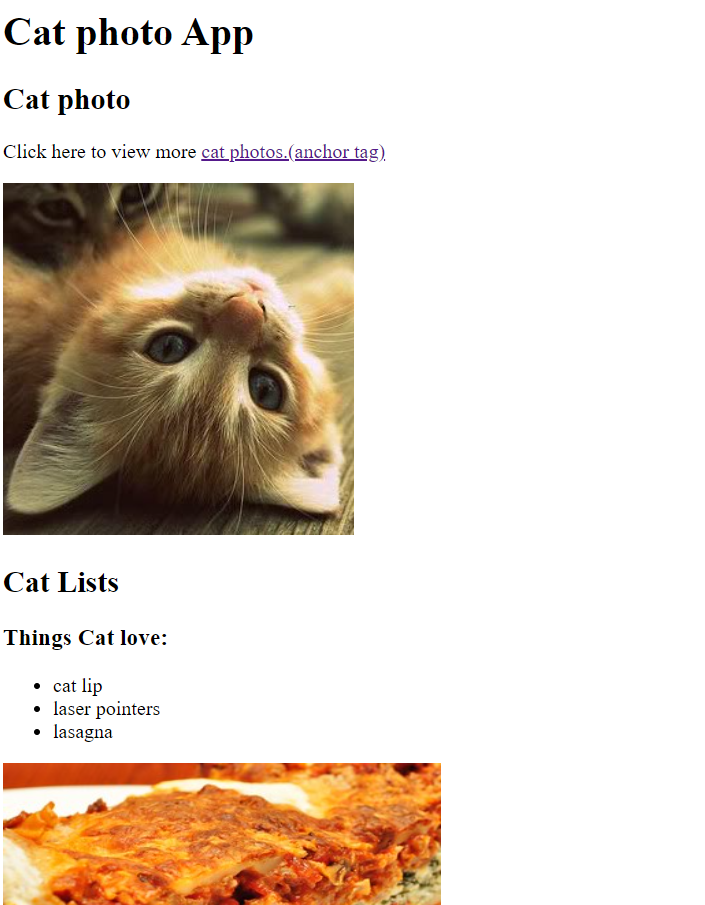 Cat photo App
Cat photo
Click here to view more cat photos.(anchor tag)
Cat Lists
Things Cat love:
cat lip
laser pointers
lasagna